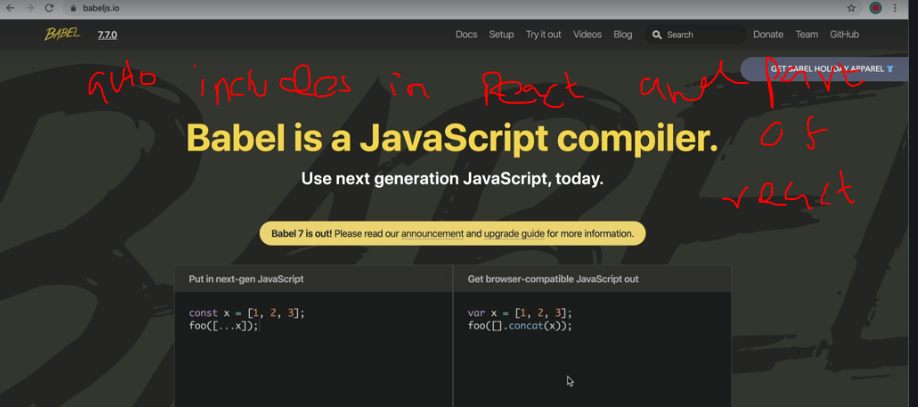 babeljs.io
BABEL 7.7.0 Docs Setup Try it out Videos Blog Search Donate Team GitHub
GET BABEL HOLIDAY APPAREL
auto includes in React and part
of
react
Babel is a JavaScript compiler.
Use next generation JavaScript, today.
Babel 7 is out! Please read our announcement and upgrade guide for more information.
Put in next-gen JavaScript
const x = [1, 2, 3];
foo([...x]);
Get browser-compatible JavaScript out
var x = [1, 2, 3];
foo([].concat(x));